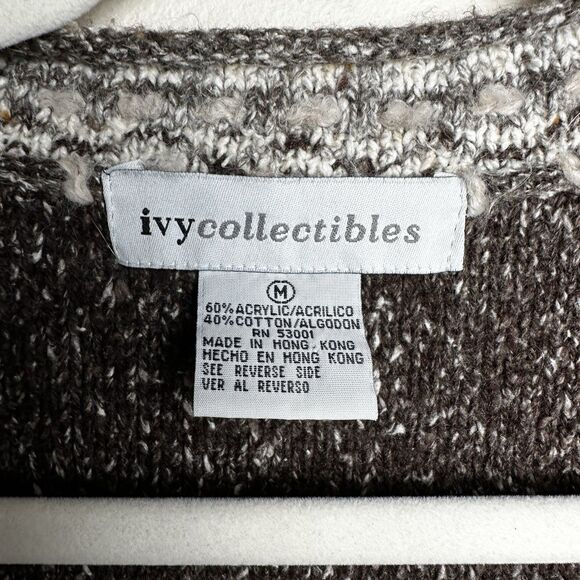 ivycollectibles
M
60% ACRYLIC/ACRILICO
40% COTTON/ALGODON
RN 53001
MADE IN HONG KONG
HECHO EN HONG KONG
SEE REVERSE SIDE
VER AL REVERSO